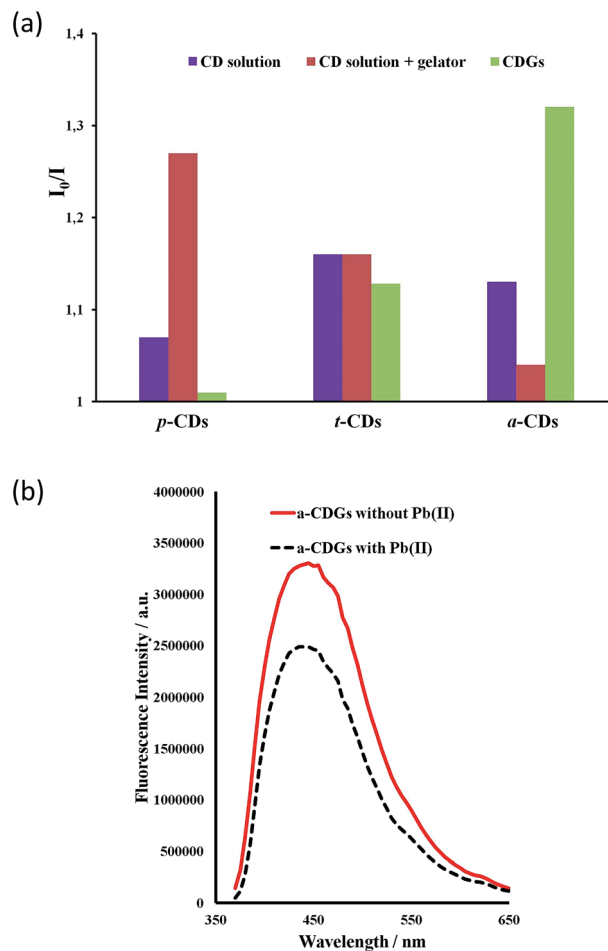 (a)
1,4
CD solution CD solution + gelator CDGs
1,3
I₀/I
1,2
1,1
1
p-CDs t-CDs a-CDs
(b)
4000000
a-CDGs without Pb(II)
3500000
a-CDGs with Pb(II)
3000000
2500000
Fluorescence Intensity / a.u.
2000000
1500000
1000000
500000
0
350 450 550 650
Wavelength / nm